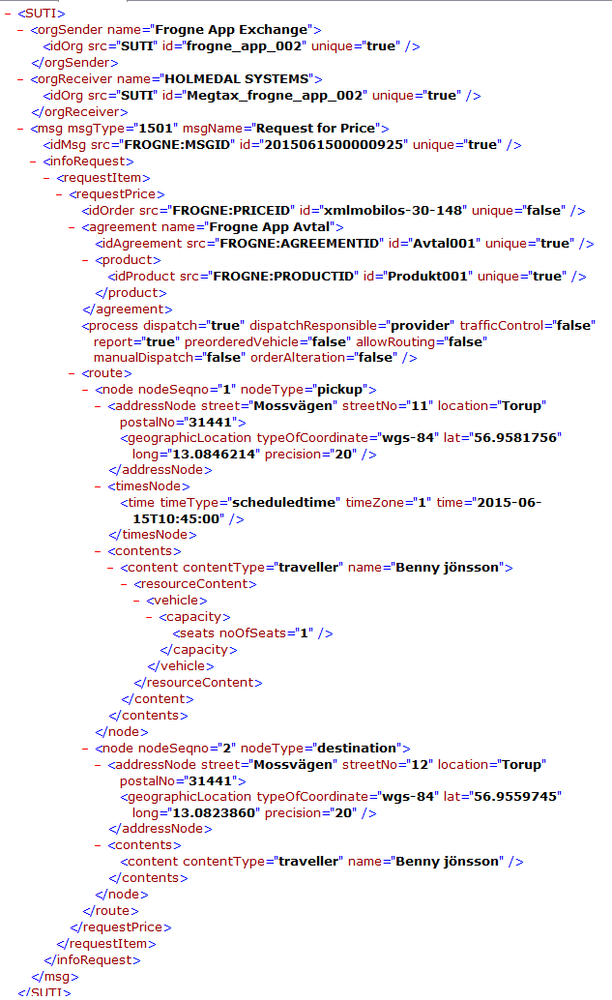 - <SUTI>
- <orgSender name="Frogne App Exchange">
<idOrg src="SUTI" id="frogne_app_002" unique="true" />
</orgSender>
- <orgReceiver name="HOLMEDAL SYSTEMS">
<idOrg src="SUTI" id="Megtax_frogne_app_002" unique="true" />
</orgReceiver>
- <msg msgType="1501" msgName="Request for Price">
<idMsg src="FROGNE:MSGID" id="2015061500000925" unique="true" />
- <infoRequest>
- <requestItem>
- <requestPrice>
<idOrder src="FROGNE:PRICEID" id="xmlmobilos-30-148" unique="false" />
- <agreement name="Frogne App Avtal">
<idAgreement src="FROGNE:AGREEMENTID" id="Avtal001" unique="true" />
- <product>
<idProduct src="FROGNE:PRODUCTID" id="Produkt001" unique="true" />
</product>
</agreement>
<process dispatch="true" dispatchResponsible="provider" trafficControl="false"
report="true" preorderedVehicle="false" allowRouting="false"
manualDispatch="false" orderAlteration="false" />
- <route>
- <node nodeSeqno="1" nodeType="pickup">
- <addressNode street="Mossvägen" streetNo="11" location="Torup"
postalNo="31441">
<geographicLocation typeOfCoordinate="wgs-84" lat="56.9581756"
long="13.0846214" precision="20" />
</addressNode>
- <timesNode>
<time timeType="scheduledtime" timeZone="1" time="2015-06-
15T10:45:00" />
</timesNode>
- <contents>
- <content contentType="traveller" name="Benny jönsson">
- <resourceContent>
- <vehicle>
- <capacity>
<seats noOfSeats="1" />
</capacity>
</vehicle>
</resourceContent>
</content>
</contents>
</node>
- <node nodeSeqno="2" nodeType="destination">
- <addressNode street="Mossvägen" streetNo="12" location="Torup"
postalNo="31441">
<geographicLocation typeOfCoordinate="wgs-84" lat="56.9559745"
long="13.0823860" precision="20" />
</addressNode>
- <contents>
<content contentType="traveller" name="Benny jönsson" />
</contents>
</node>
</route>
</requestPrice>
</requestItem>
</infoRequest>
</msg>
</SUTI>